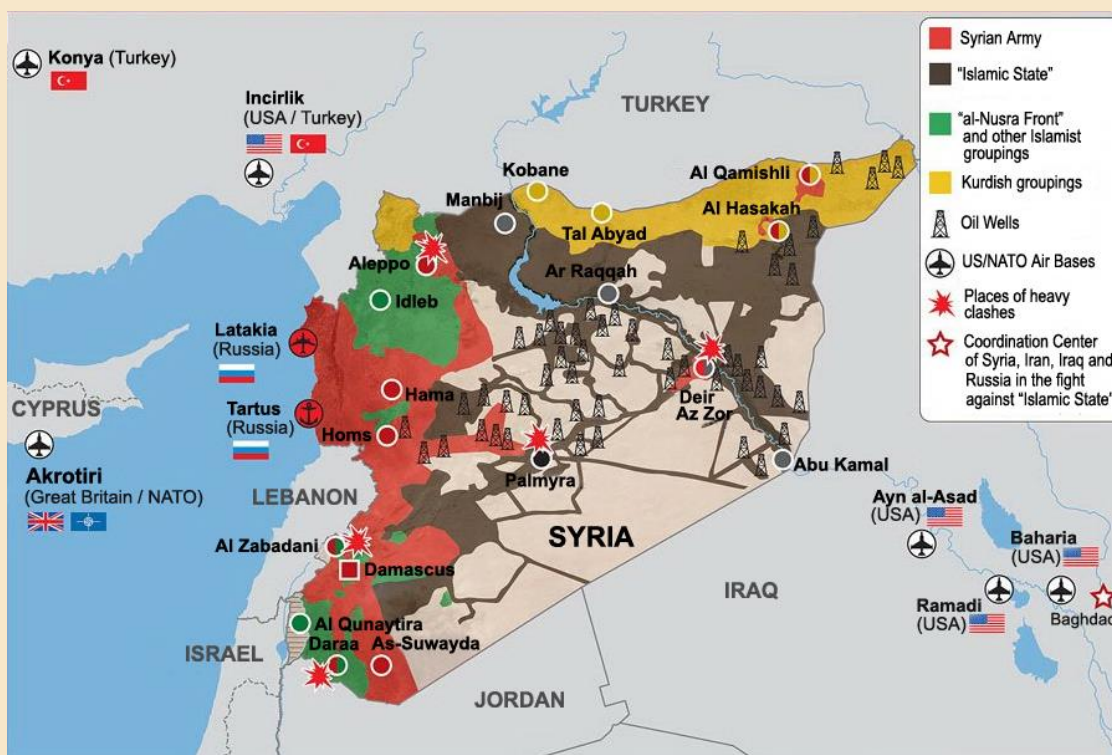 Konya (Turkey)
Incirlik
(USA / Turkey)
TURKEY
Kobane
Manbij
Tal Abyad
Al Qamishli
Al Hasakah
Aleppo
Idleb
Ar Raqqah
Latakia
(Russia)
Tartus
(Russia)
Hama
Homs
Deir
Az Zor
Palmyra
Abu Kamal
CYPRUS
Akrotiri
(Great Britain / NATO)
LEBANON
Al Zabadani
Damascus
SYRIA
Al Qunaytira
Daraa
As-Suwayda
ISRAEL
JORDAN
IRAQ
Ayn al-Asad
(USA)
Baharia
(USA)
Ramadi
(USA)
Baghdad
Syrian Army
"Islamic State"
"al-Nusra Front"
and other Islamist
groupings
Kurdish groupings
Oil Wells
US/NATO Air Bases
Places of heavy
clashes
Coordination Center
of Syria, Iran, Iraq and
Russia in the fight
against "Islamic State"